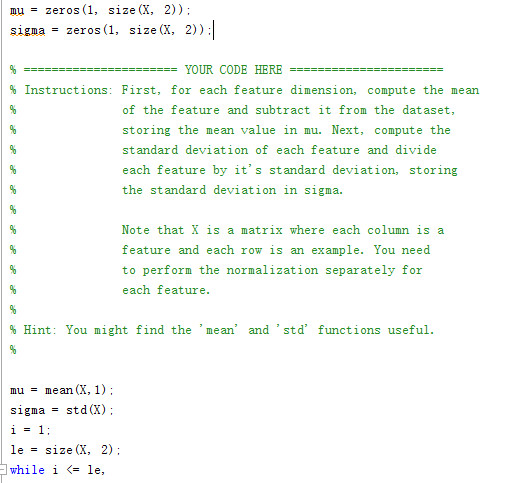 mu = zeros(1, size(X, 2));
sigma = zeros(1, size(X, 2));
% ====================== YOUR CODE HERE ======================
% Instructions: First, for each feature dimension, compute the mean
% of the feature and subtract it from the dataset,
% storing the mean value in mu. Next, compute the
% standard deviation of each feature and divide
% each feature by it's standard deviation, storing
% the standard deviation in sigma.
%
% Note that X is a matrix where each column is a
% feature and each row is an example. You need
% to perform the normalization separately for
% each feature.
%
% Hint: You might find the 'mean' and 'std' functions useful.
%
mu = mean(X,1);
sigma = std(X);
i = 1;
le = size(X, 2);
while i <= le,